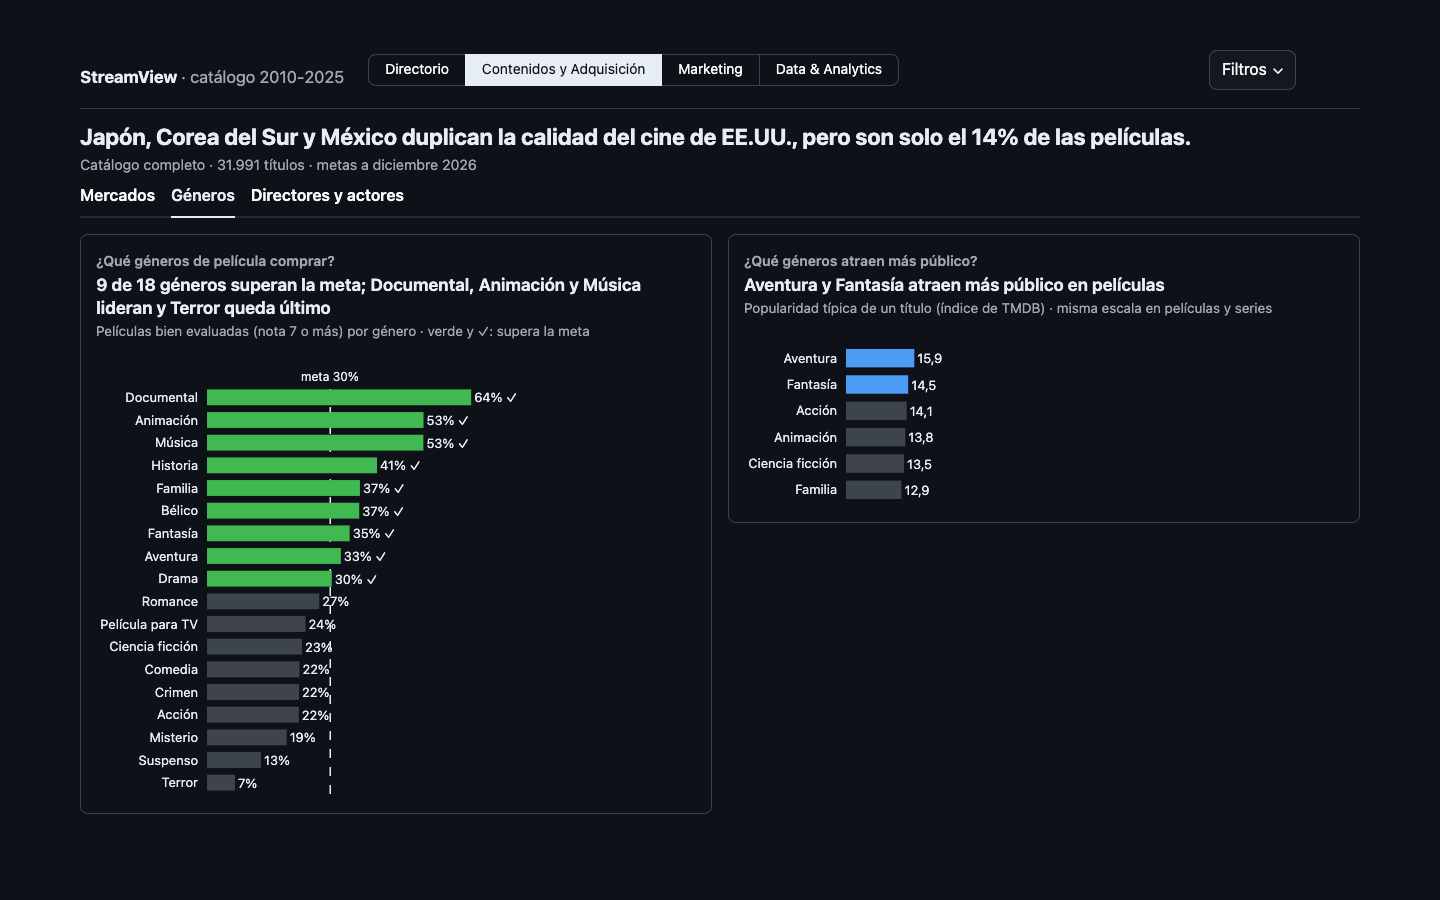 StreamView · catálogo 2010-2025
Directorio
Contenidos y Adquisición
Marketing
Data & Analytics
Filtros
Japón, Corea del Sur y México duplican la calidad del cine de EE.UU., pero son solo el 14% de las películas.
Catálogo completo · 31.991 títulos · metas a diciembre 2026
Mercados
Géneros
Directores y actores
¿Qué géneros de película comprar?
9 de 18 géneros superan la meta; Documental, Animación y Música
lideran y Terror queda último
Películas bien evaluadas (nota 7 o más) por género · verde y ✓: supera la meta
meta 30%
Documental 64% ✓
Animación 53% ✓
Música 53% ✓
Historia 41% ✓
Familia 37% ✓
Bélico 37% ✓
Fantasía 35% ✓
Aventura 33% ✓
Drama 30% ✓
Romance 27%
Película para TV 24%
Ciencia ficción 23%
Comedia 22%
Crimen 22%
Acción 22%
Misterio 19%
Suspenso 13%
Terror 7%
¿Qué géneros atraen más público?
Aventura y Fantasía atraen más público en películas
Popularidad típica de un título (índice de TMDB) · misma escala en películas y series
Aventura 15,9
Fantasía 14,5
Acción 14,1
Animación 13,8
Ciencia ficción 13,5
Familia 12,9